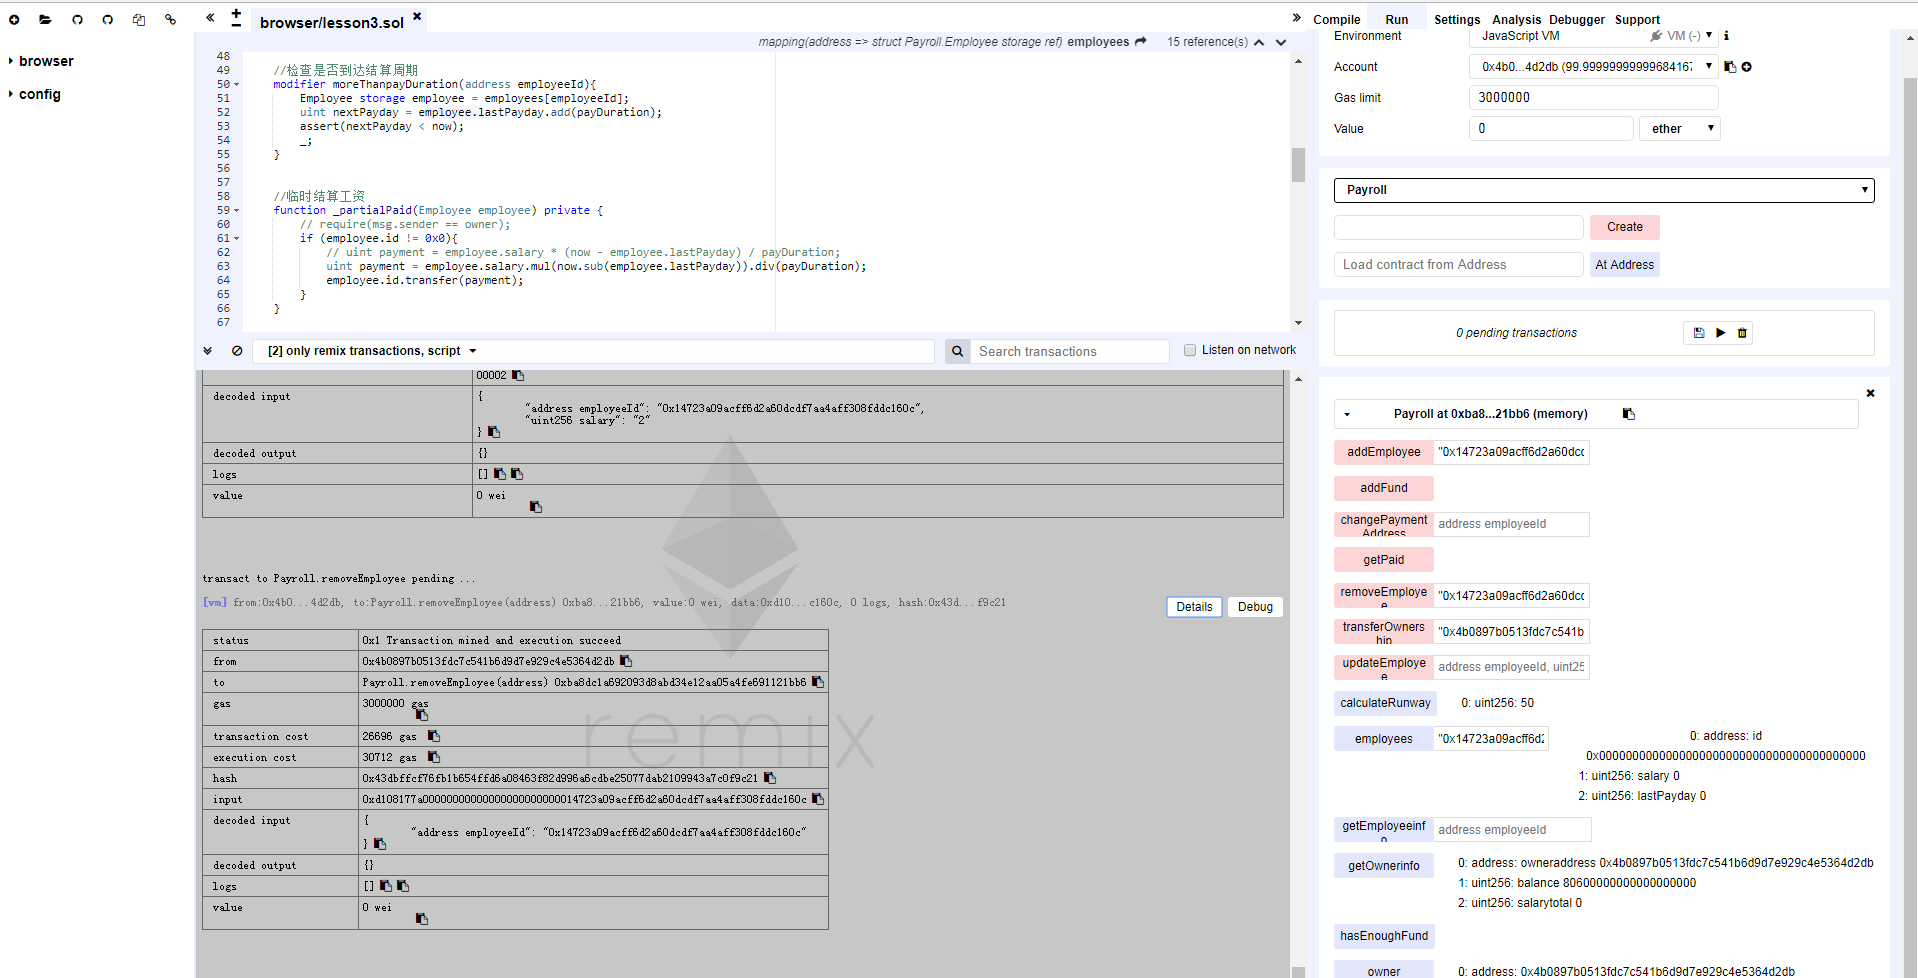 browser/lesson3.sol
Compile Run Settings Analysis Debugger Support
browser
config
mapping(address => struct Payroll.Employee storage ref) employees 15 reference(s)
48
49 //检查是否到达结算周期
50 modifier moreThanpayDuration(address employeeId){
51 Employee storage employee = employees[employeeId];
52 uint nextPayday = employee.lastPayday.add(payDuration);
53 assert(nextPayday < now);
54 _;
55 }
56
57
58 //临时结算工资
59 function _partialPaid(Employee employee) private {
60 // require(msg.sender == owner);
61 if (employee.id != 0x0){
62 // uint payment = employee.salary * (now - employee.lastPayday) / payDuration;
63 uint payment = employee.salary.mul(now.sub(employee.lastPayday)).div(payDuration);
64 employee.id.transfer(payment);
65 }
66 }
67
[2] only remix transactions, script Search transactions Listen on network
00002
decoded input {
"address employeeId": "0x14723a09acff6d2a60dcdf7aa4aff308fddc160c",
"uint256 salary": "2"
}
decoded output {}
logs []
value 0 wei
transact to Payroll.removeEmployee pending ...
[vm] from:0x4b0...4d2db, to:Payroll.removeEmployee(address) 0xba8...21bb6, value:0 wei, data:0xd10...c160c, 0 logs, hash:0x43d...f9c21
Details Debug
status 0x1 Transaction mined and execution succeed
from 0x4b0897b0513fdc7c541b6d9d7e929c4e5364d2db
to Payroll.removeEmployee(address) 0xba8dc1a692093d8abd34e12aa05a4fe691121bb6
gas 3000000 gas
transaction cost 26696 gas
execution cost 30712 gas
hash 0x43dbffcf76fb1b654ffd6a08463f82d996a6cdbe25077dab2109943a7c0f9c21
input 0xd108177a00000000000000000000000014723a09acff6d2a60dcdf7aa4aff308fddc160c
decoded input {
"address employeeId": "0x14723a09acff6d2a60dcdf7aa4aff308fddc160c"
}
decoded output {}
logs []
value 0 wei
remix
Environment JavaScript VM VM (-)
Account 0x4b0...4d2db (99.99999999999684167
Gas limit 3000000
Value 0 ether
Payroll
Create
Load contract from Address At Address
0 pending transactions
Payroll at 0xba8...21bb6 (memory)
addEmployee "0x14723a09acff6d2a60dcc
addFund
changePayment
Address
address employeeId
getPaid
removeEmploye
e
"0x14723a09acff6d2a60dcc
transferOwners
hip
"0x4b0897b0513fdc7c541b
updateEmploye
e
address employeeId, uint25
calculateRunway 0: uint256: 50
employees "0x14723a09acff6d2
0: address: id
0x0000000000000000000000000000000000000000
1: uint256: salary 0
2: uint256: lastPayday 0
getEmployeeinf
o
address employeeId
getOwnerinfo 0: address: owneraddress 0x4b0897b0513fdc7c541b6d9d7e929c4e5364d2db
1: uint256: balance 80600000000000000000
2: uint256: salarytotal 0
hasEnoughFund
owner 0: address: 0x4b0897b0513fdc7c541b6d9d7e929c4e5364d2db